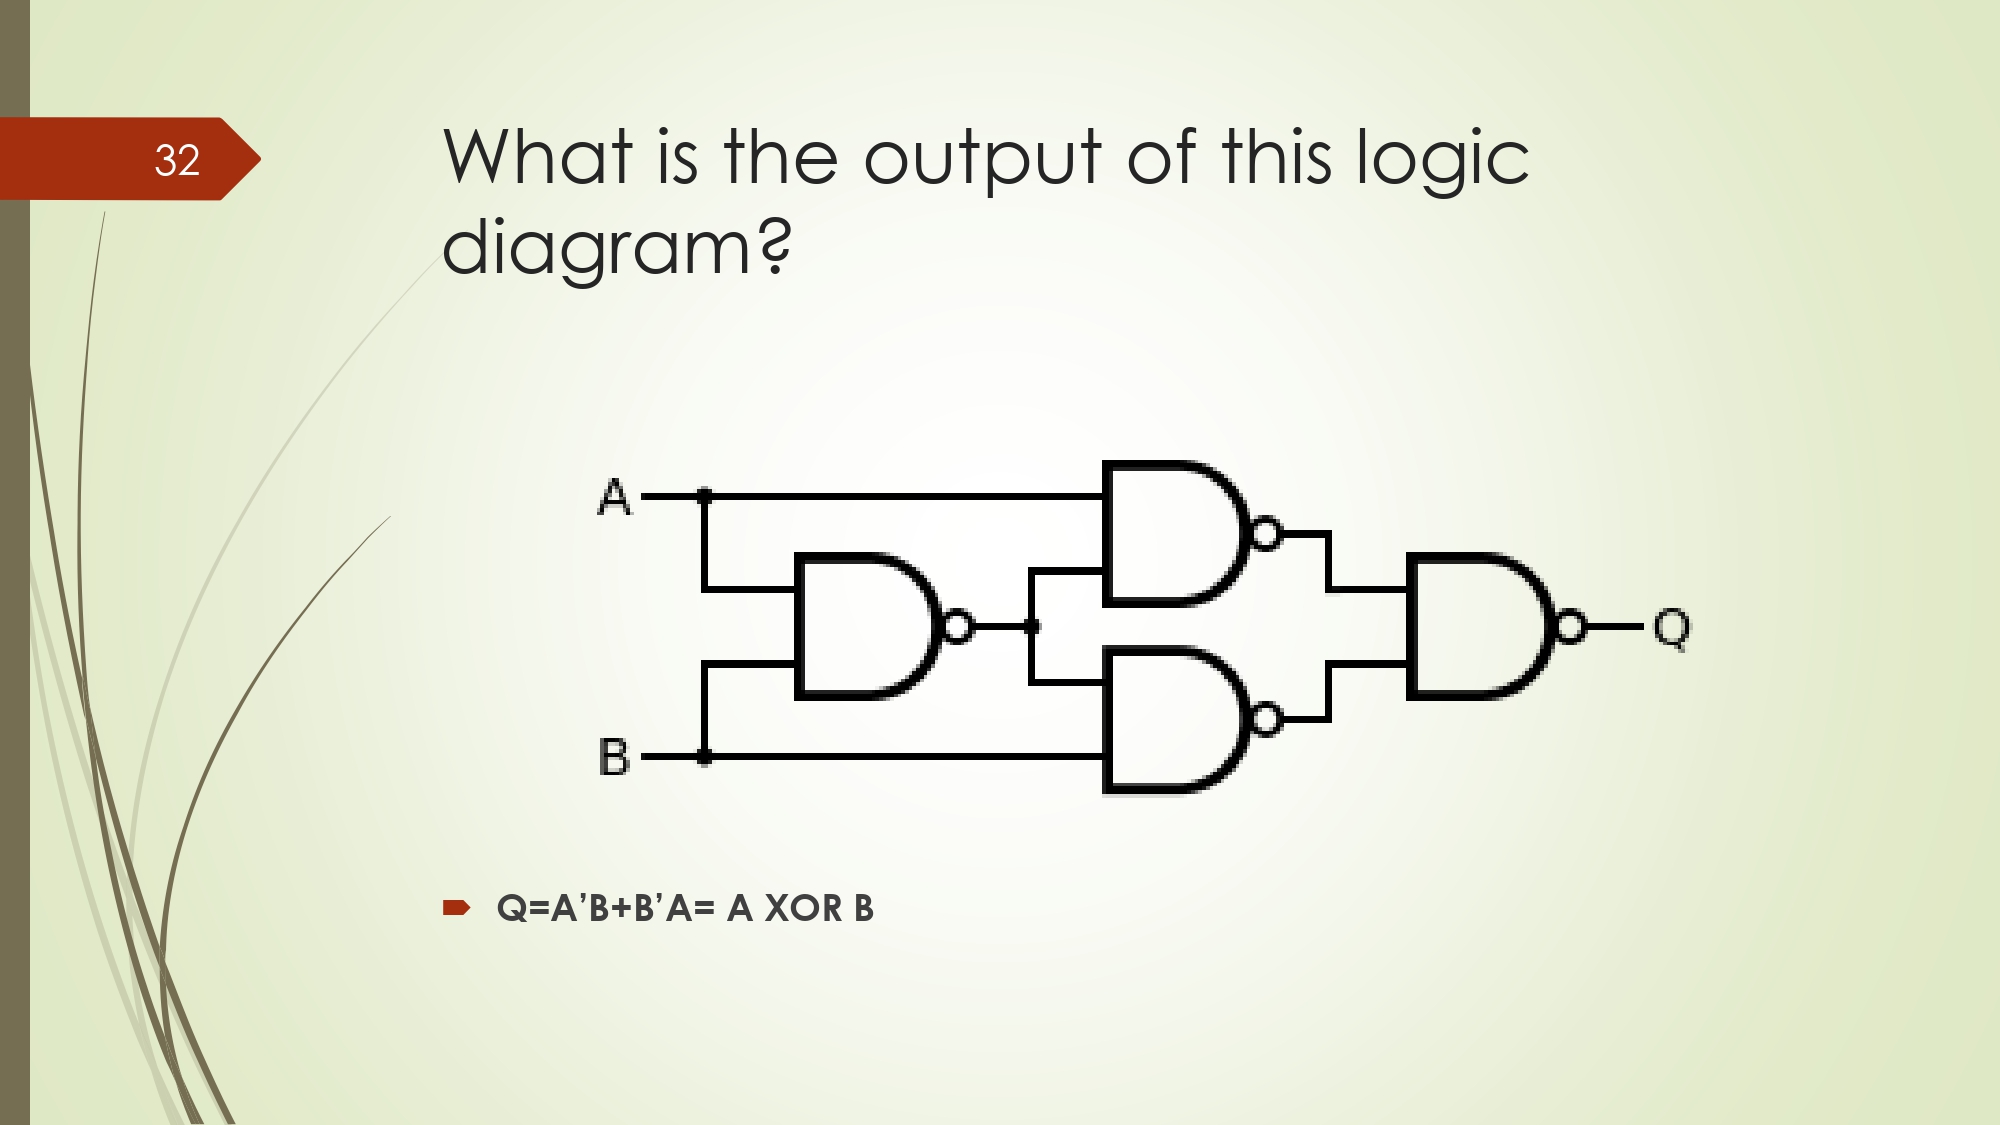 32
What is the output of this logic
diagram?
A
B
Q
Q=A’B+B’A= A XOR B